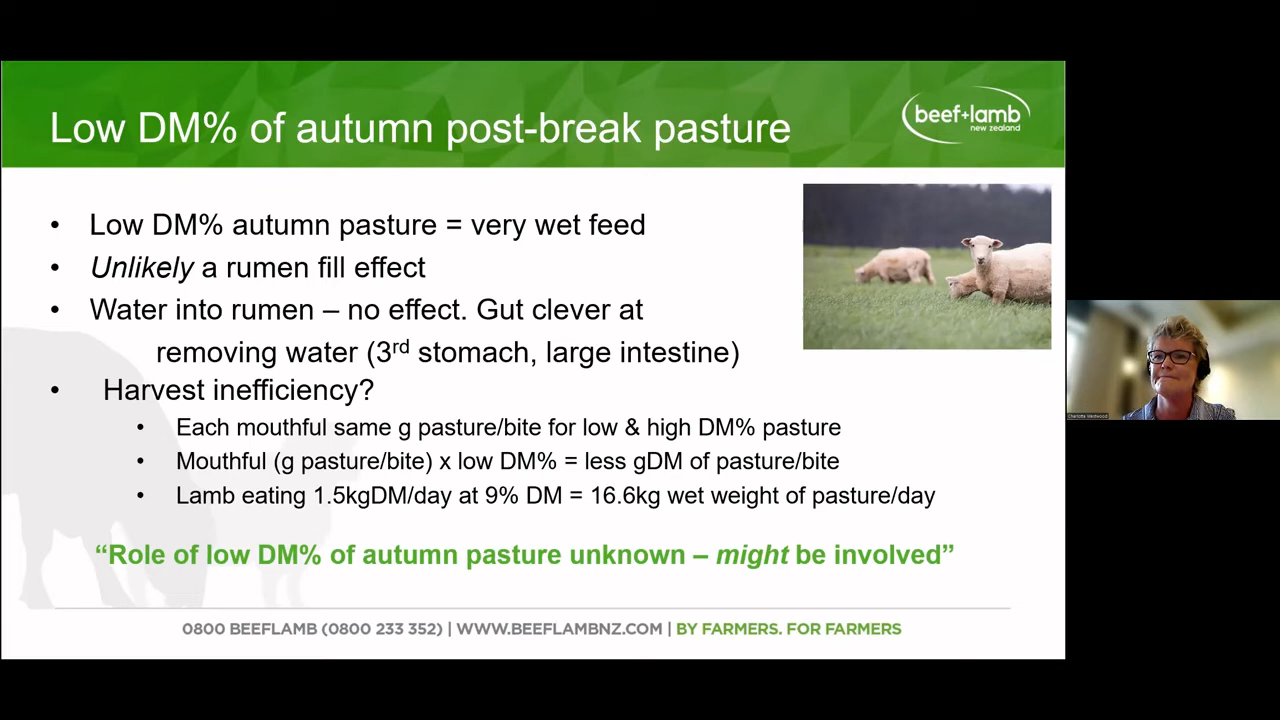 Low DM% of autumn post-break pasture
beef+lamb
new zealand
• Low DM% autumn pasture = very wet feed
• Unlikely a rumen fill effect
• Water into rumen – no effect. Gut clever at
removing water (3rd stomach, large intestine)
• Harvest inefficiency?
• Each mouthful same g pasture/bite for low & high DM% pasture
• Mouthful (g pasture/bite) x low DM% = less gDM of pasture/bite
• Lamb eating 1.5kgDM/day at 9% DM = 16.6kg wet weight of pasture/day
“Role of low DM% of autumn pasture unknown – might be involved”
0800 BEEFLAMB (0800 233 352) | WWW.BEEFLAMBNZ.COM | BY FARMERS. FOR FARMERS
Charlotte Westwood